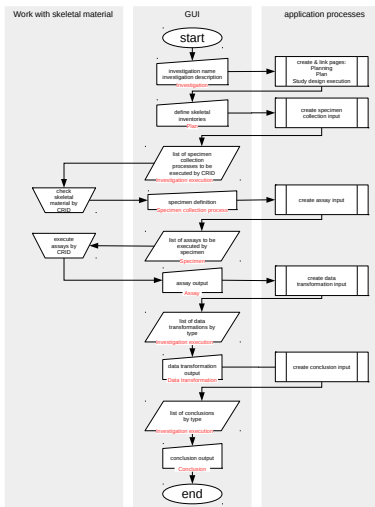 Work with skeletal material
GUI
application processes
start
investigation name
investigation description
Investigation
create & link pages:
Planning
Plan
Study design execution
define skeletal
inventories
Plan
create specimen
collection input
list of specimen
collection
processes to be
executed by CRID
Investigation execution
check
skeletal
material by
CRID
specimen definition
Specimen collection process
create assay input
execute
assays by
CRID
list of assays to be
executed by
specimen
Specimen
assay output
Assay
create data
transformation input
list of data
transformations by
type
Investigation execution
data transformation
output
Data transformation
create conclusion input
list of conclusions
by type
Investigation execution
conclusion output
Conclusion
end